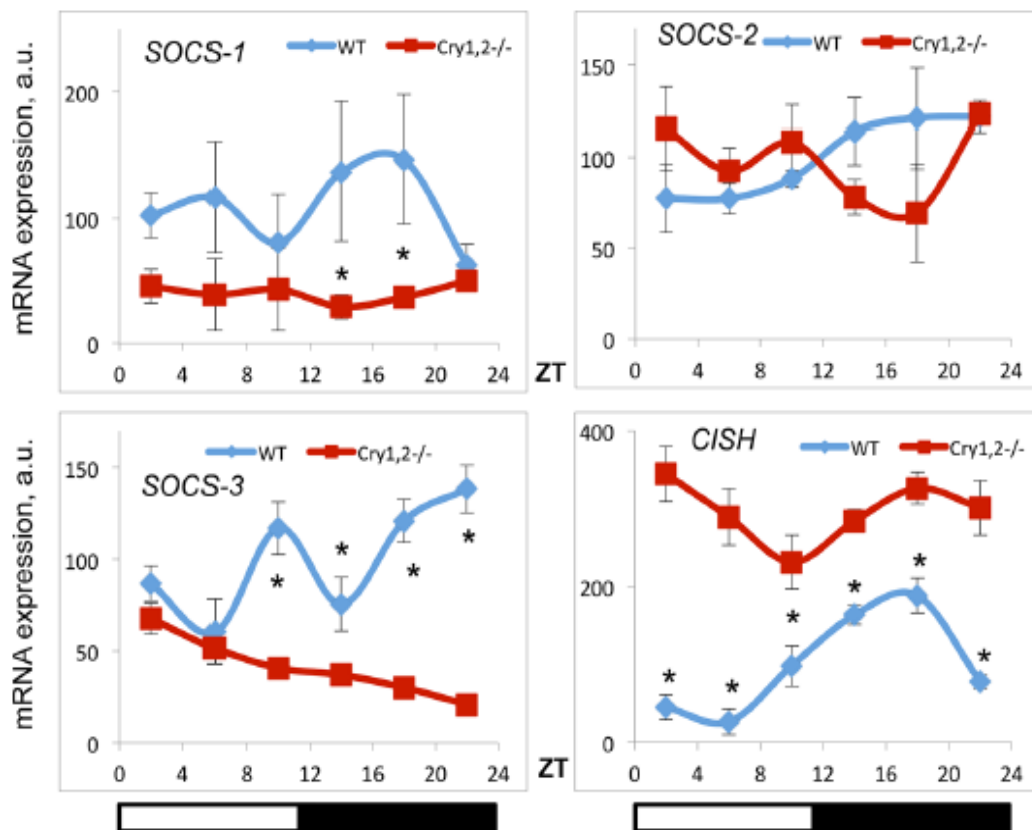 SOCS-1
WT
Cry1,2-/-
mRNA expression, a.u.
200
100
0
0 4 8 12 16 20 24
* *
SOCS-2
WT
Cry1,2-/-
150
100
50
0
0 4 8 12 16 20 24
ZT
SOCS-3
WT
Cry1,2-/-
mRNA expression, a.u.
150
100
50
0
0 4 8 12 16 20 24
* * * *
CISH
WT
Cry1,2-/-
400
200
0
0 4 8 12 16 20 24
* * * * * *
ZT